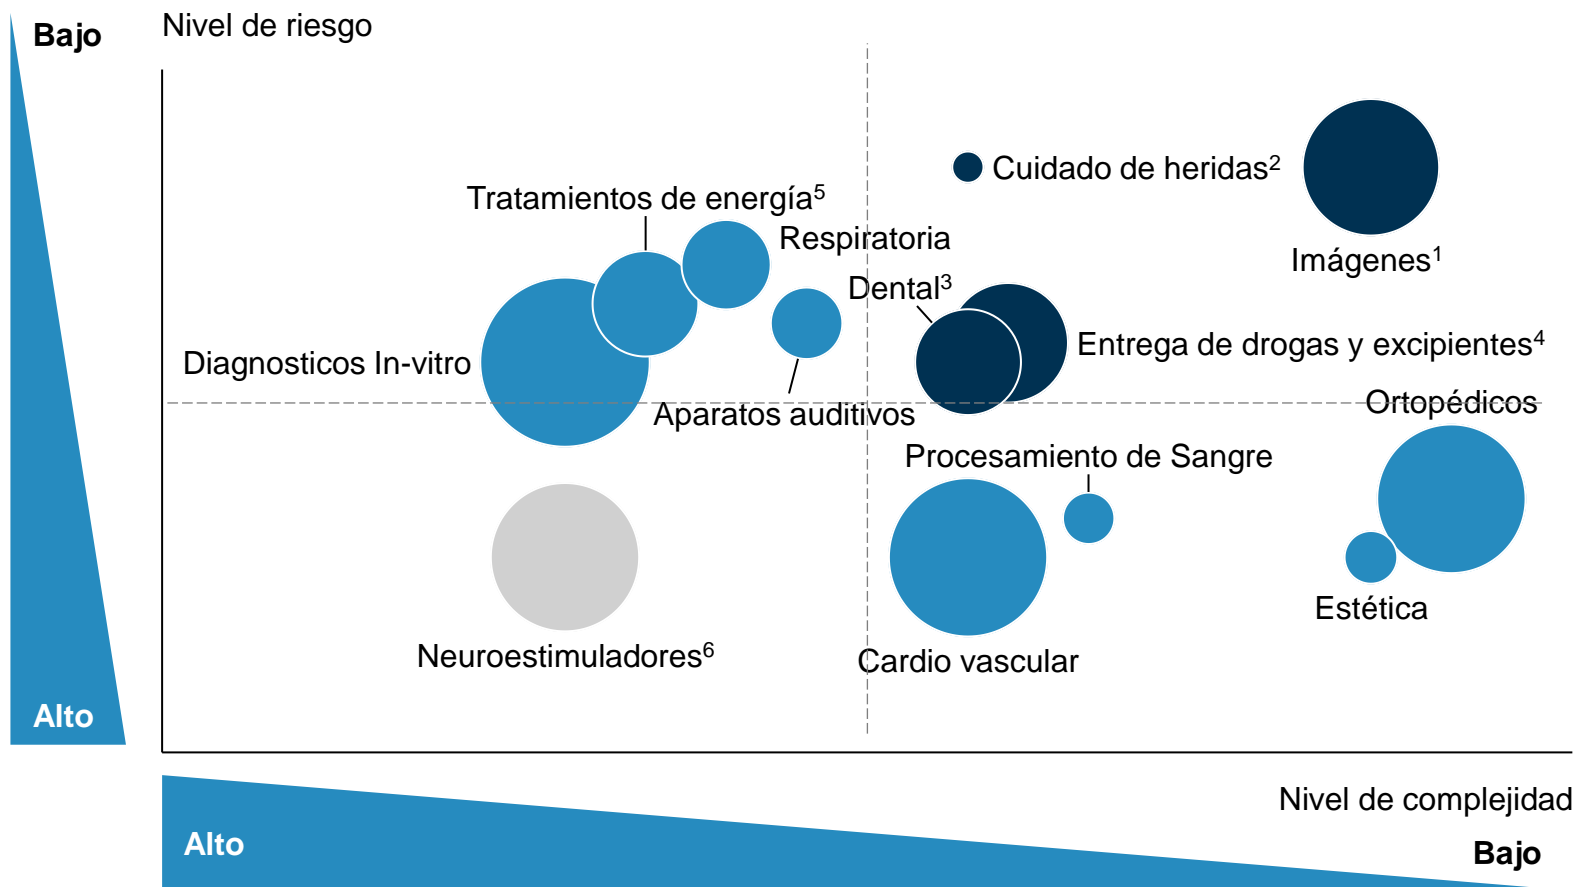 Bajo
Nivel de riesgo
Cuidado de heridas²
Tratamientos de energía⁵
Respiratoria
Imágenes¹
Dental³
Entrega de drogas y excipientes⁴
Diagnosticos In-vitro
Aparatos auditivos
Ortopédicos
Procesamiento de Sangre
Estética
Neuroestimuladores⁶
Cardio vascular
Alto
Nivel de complejidad
Alto
Bajo